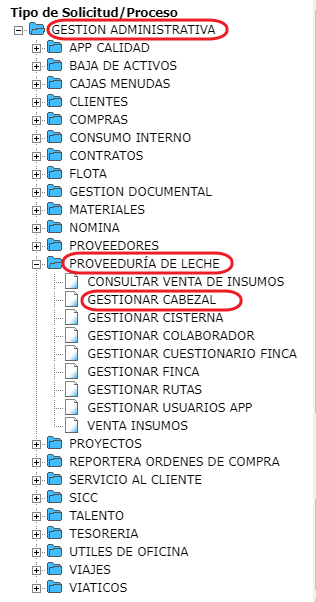 Tipo de Solicitud/Proceso
GESTION ADMINISTRATIVA
APP CALIDAD
BAJA DE ACTIVOS
CAJAS MENUDAS
CLIENTES
COMPRAS
CONSUMO INTERNO
CONTRATOS
FLOTA
GESTION DOCUMENTAL
MATERIALES
NOMINA
PROVEEDORES
PROVEEDURÍA DE LECHE
CONSULTAR VENTA DE INSUMOS
GESTIONAR CABEZAL
GESTIONAR CISTERNA
GESTIONAR COLABORADOR
GESTIONAR CUESTIONARIO FINCA
GESTIONAR FINCA
GESTIONAR RUTAS
GESTIONAR USUARIOS APP
VENTA INSUMOS
PROYECTOS
REPORTERA ORDENES DE COMPRA
SERVICIO AL CLIENTE
SICC
TALENTO
TESORERIA
UTILES DE OFICINA
VIAJES
VIATICOS